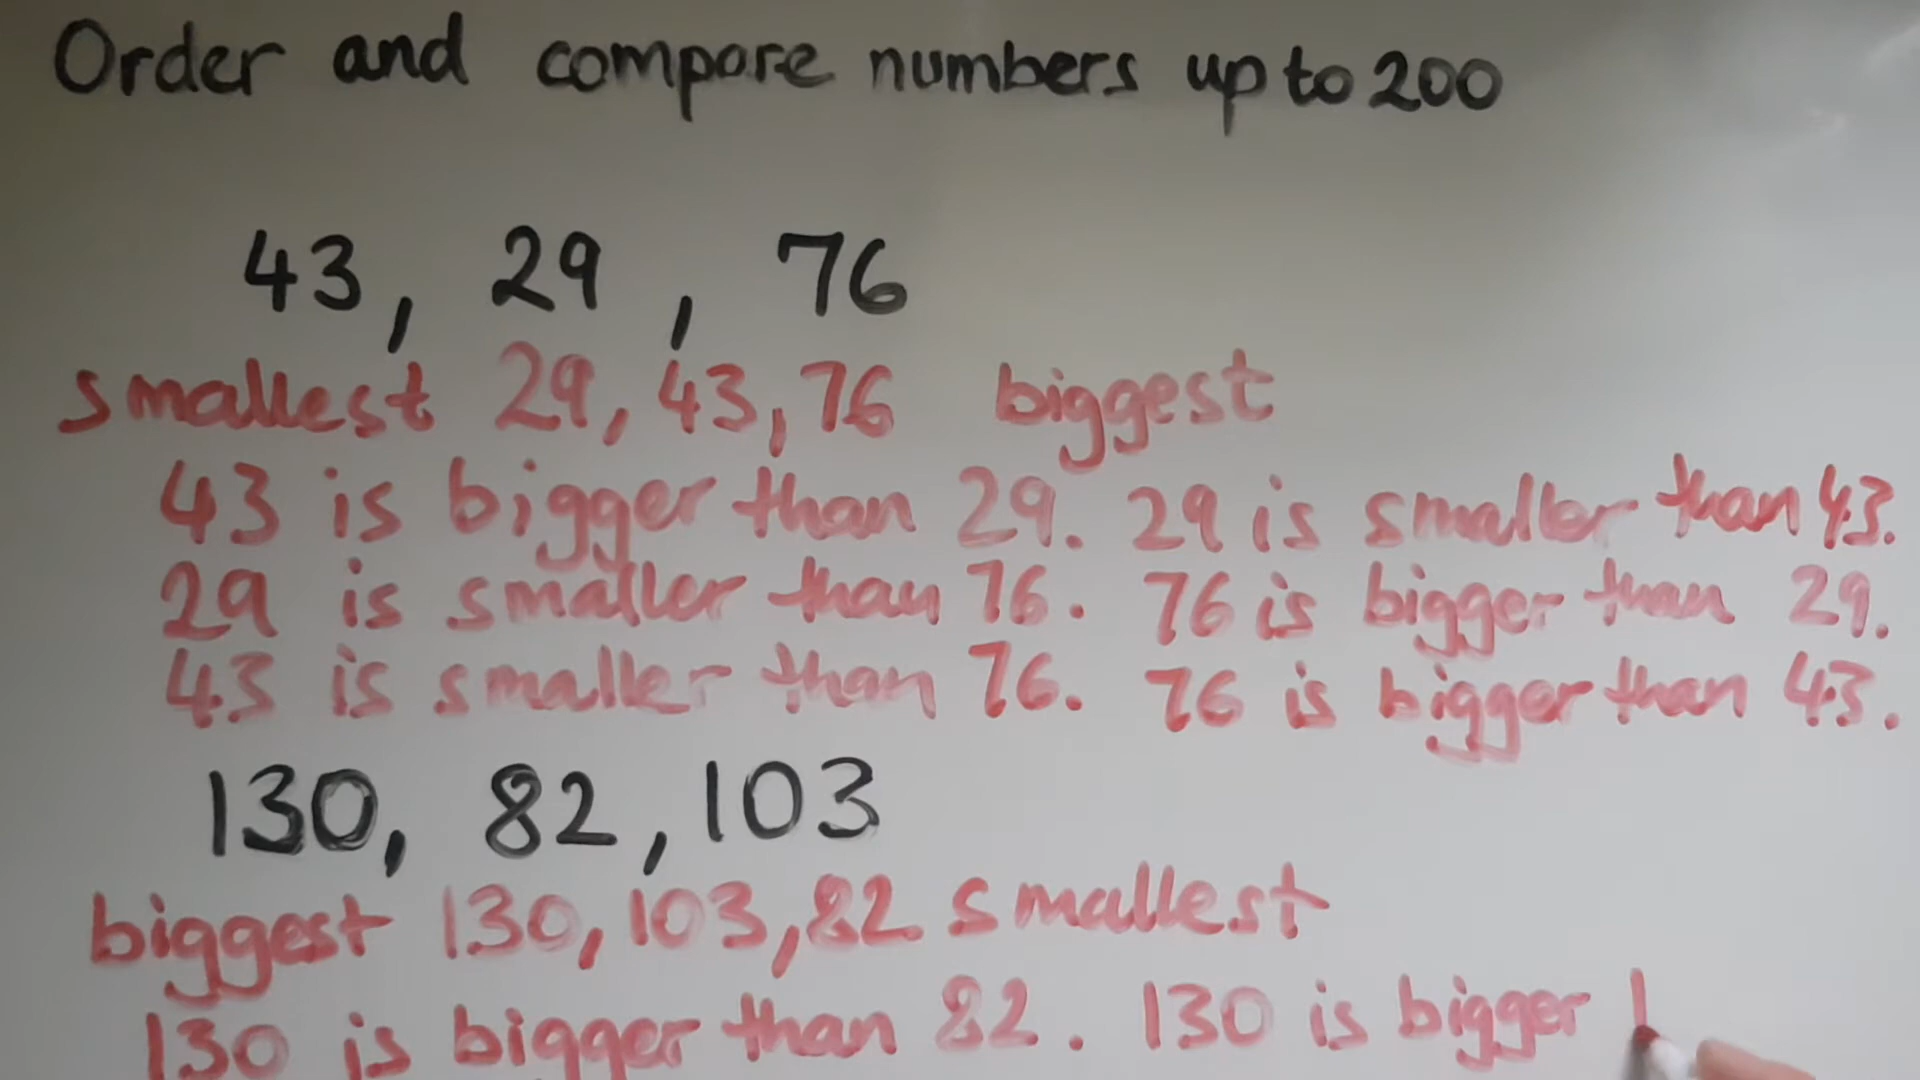 Order and compare numbers up to 200
43, 29, 76
smallest 29, 43, 76 biggest
43 is bigger than 29. 29 is smaller than 43.
29 is smaller than 76. 76 is bigger than 29.
43 is smaller than 76. 76 is bigger than 43.
130, 82, 103
biggest 130, 103, 82 smallest
130 is bigger than 82. 130 is bigger